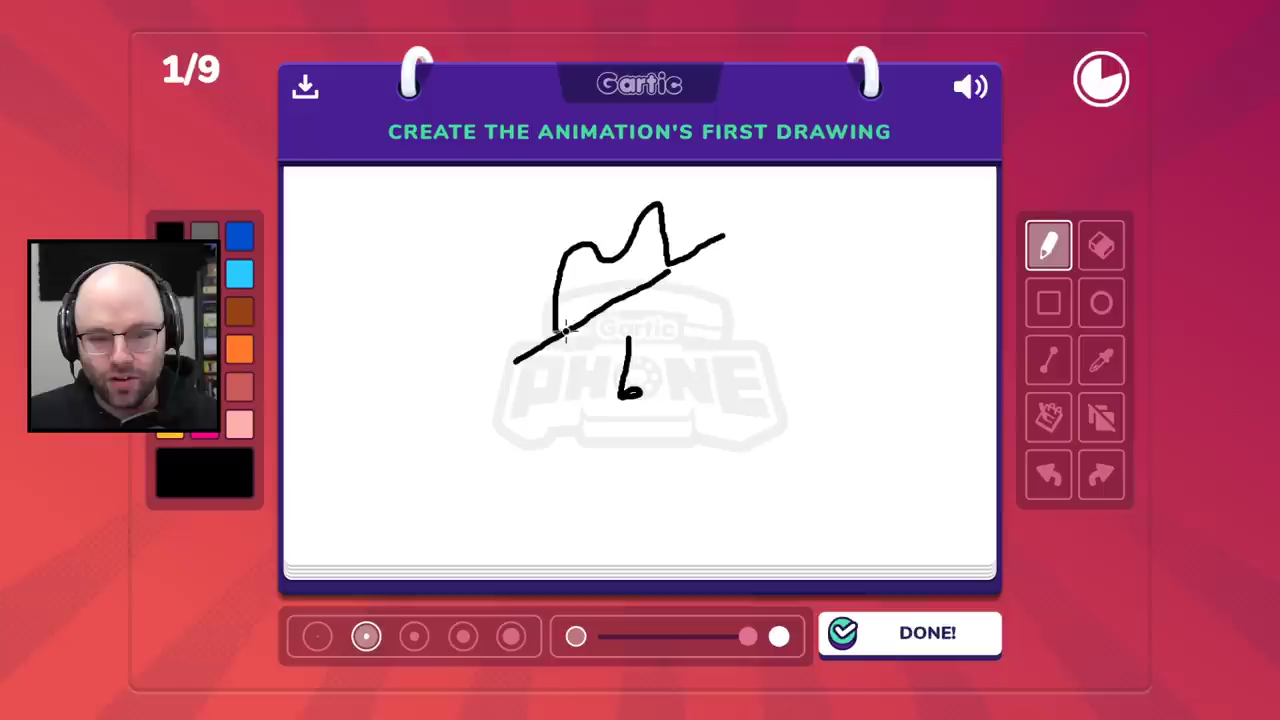 1/9
Gartic
CREATE THE ANIMATION'S FIRST DRAWING
Gartic
PHONE
DONE!